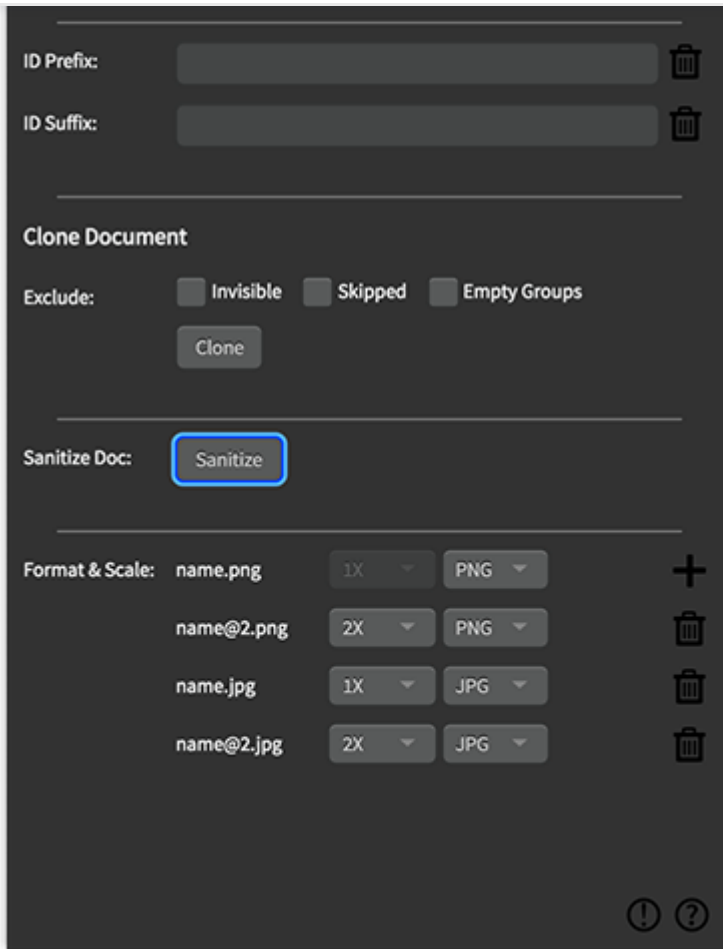 ID Prefix:
ID Suffix:
Clone Document
Exclude: Invisible Skipped Empty Groups
Clone
Sanitize Doc: Sanitize
Format & Scale: name.png 1X PNG
name@2.png 2X PNG
name.jpg 1X JPG
name@2.jpg 2X JPG